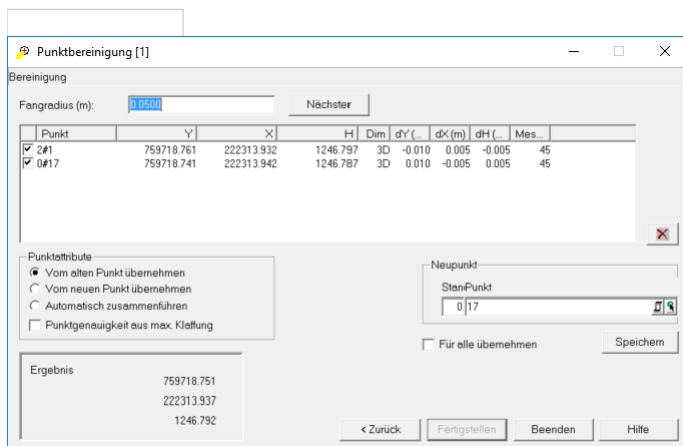 Punktbereinigung [1]
Bereinigung
Fangradius (m): 0.0500 Nächster
Punkt Y X H Dim dY (... dX (m) dH (... Mes...
2#1 759718.761 222313.932 1246.797 3D -0.010 0.005 -0.005 45
0#17 759718.741 222313.942 1246.787 3D 0.010 -0.005 0.005 45
Punktattribute
Vom alten Punkt übernehmen
Vom neuen Punkt übernehmen
Automatisch zusammenführen
Punktgenauigkeit aus max. Klaffung
Neupunkt
Stan Punkt
0 17
Für alle übernehmen Speichern
Ergebnis
759718.751
222313.937
1246.792
< Zurück Fertigstellen Beenden Hilfe